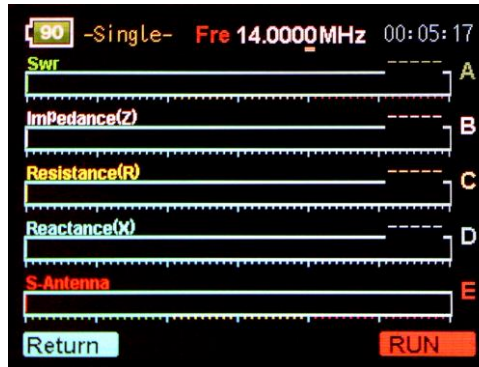 90 -Single- Fre 14.0000MHz 00:05:17
Swr ----- A
Impedance(Z) ----- B
Resistance(R) ----- C
Reactance(X) ----- D
S-Antenna E
Return RUN